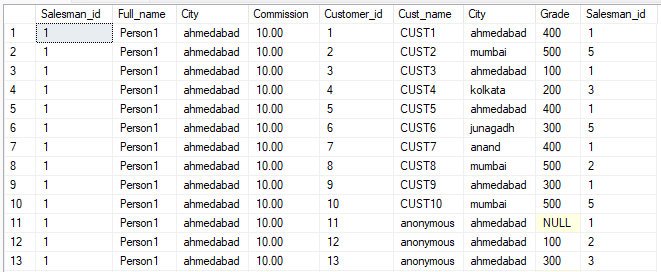 Salesman_id Full_name City Commission Customer_id Cust_name City Grade Salesman_id
1 1 Person1 ahmedabad 10.00 1 CUST1 ahmedabad 400 1
2 1 Person1 ahmedabad 10.00 2 CUST2 mumbai 500 5
3 1 Person1 ahmedabad 10.00 3 CUST3 ahmedabad 100 1
4 1 Person1 ahmedabad 10.00 4 CUST4 kolkata 200 3
5 1 Person1 ahmedabad 10.00 5 CUST5 ahmedabad 400 1
6 1 Person1 ahmedabad 10.00 6 CUST6 junagadh 300 5
7 1 Person1 ahmedabad 10.00 7 CUST7 anand 400 1
8 1 Person1 ahmedabad 10.00 8 CUST8 mumbai 500 2
9 1 Person1 ahmedabad 10.00 9 CUST9 ahmedabad 300 1
10 1 Person1 ahmedabad 10.00 10 CUST10 mumbai 500 5
11 1 Person1 ahmedabad 10.00 11 anonymous ahmedabad NULL 1
12 1 Person1 ahmedabad 10.00 12 anonymous ahmedabad 100 2
13 1 Person1 ahmedabad 10.00 13 anonymous ahmedabad 300 3